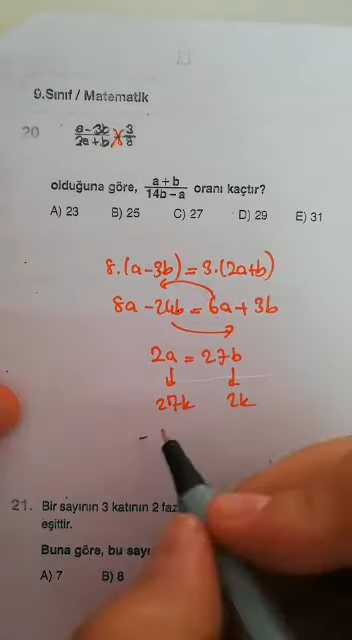 9.Sınıf / Matematik
20
a-3b / 2a+b = 3 / 8
olduğuna göre, a+b / 14b-a oranı kaçtır?
A) 23 B) 25 C) 27 D) 29 E) 31
8.(a-3b)=3.(2a+b)
8a-24b=6a+3b
2a=27b
27k 2k
21. Bir sayının 3 katının 2 faz
eşittir.
Buna göre, bu sayı
A) 7 B) 8